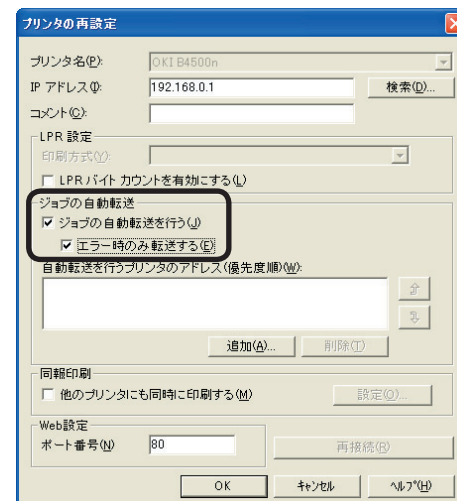 プリンタの再設定
プリンタ名(P): OKI B4500n
IP アドレス(I): 192.168.0.1 検索(D)...
コメント(C):
LPR 設定
印刷方式(Y):
LPR バイト カウントを有効にする(L)
ジョブの自動転送
ジョブの自動転送を行う(J)
エラー時のみ転送する(E)
自動転送を行うプリンタのアドレス(優先度順)(W):
追加(A)... 削除(T)
同報印刷
他のプリンタにも同時に印刷する(M) 設定(O)...
Web設定
ポート番号(N) 80 再接続(R)
OK キャンセル ヘルプ(H)